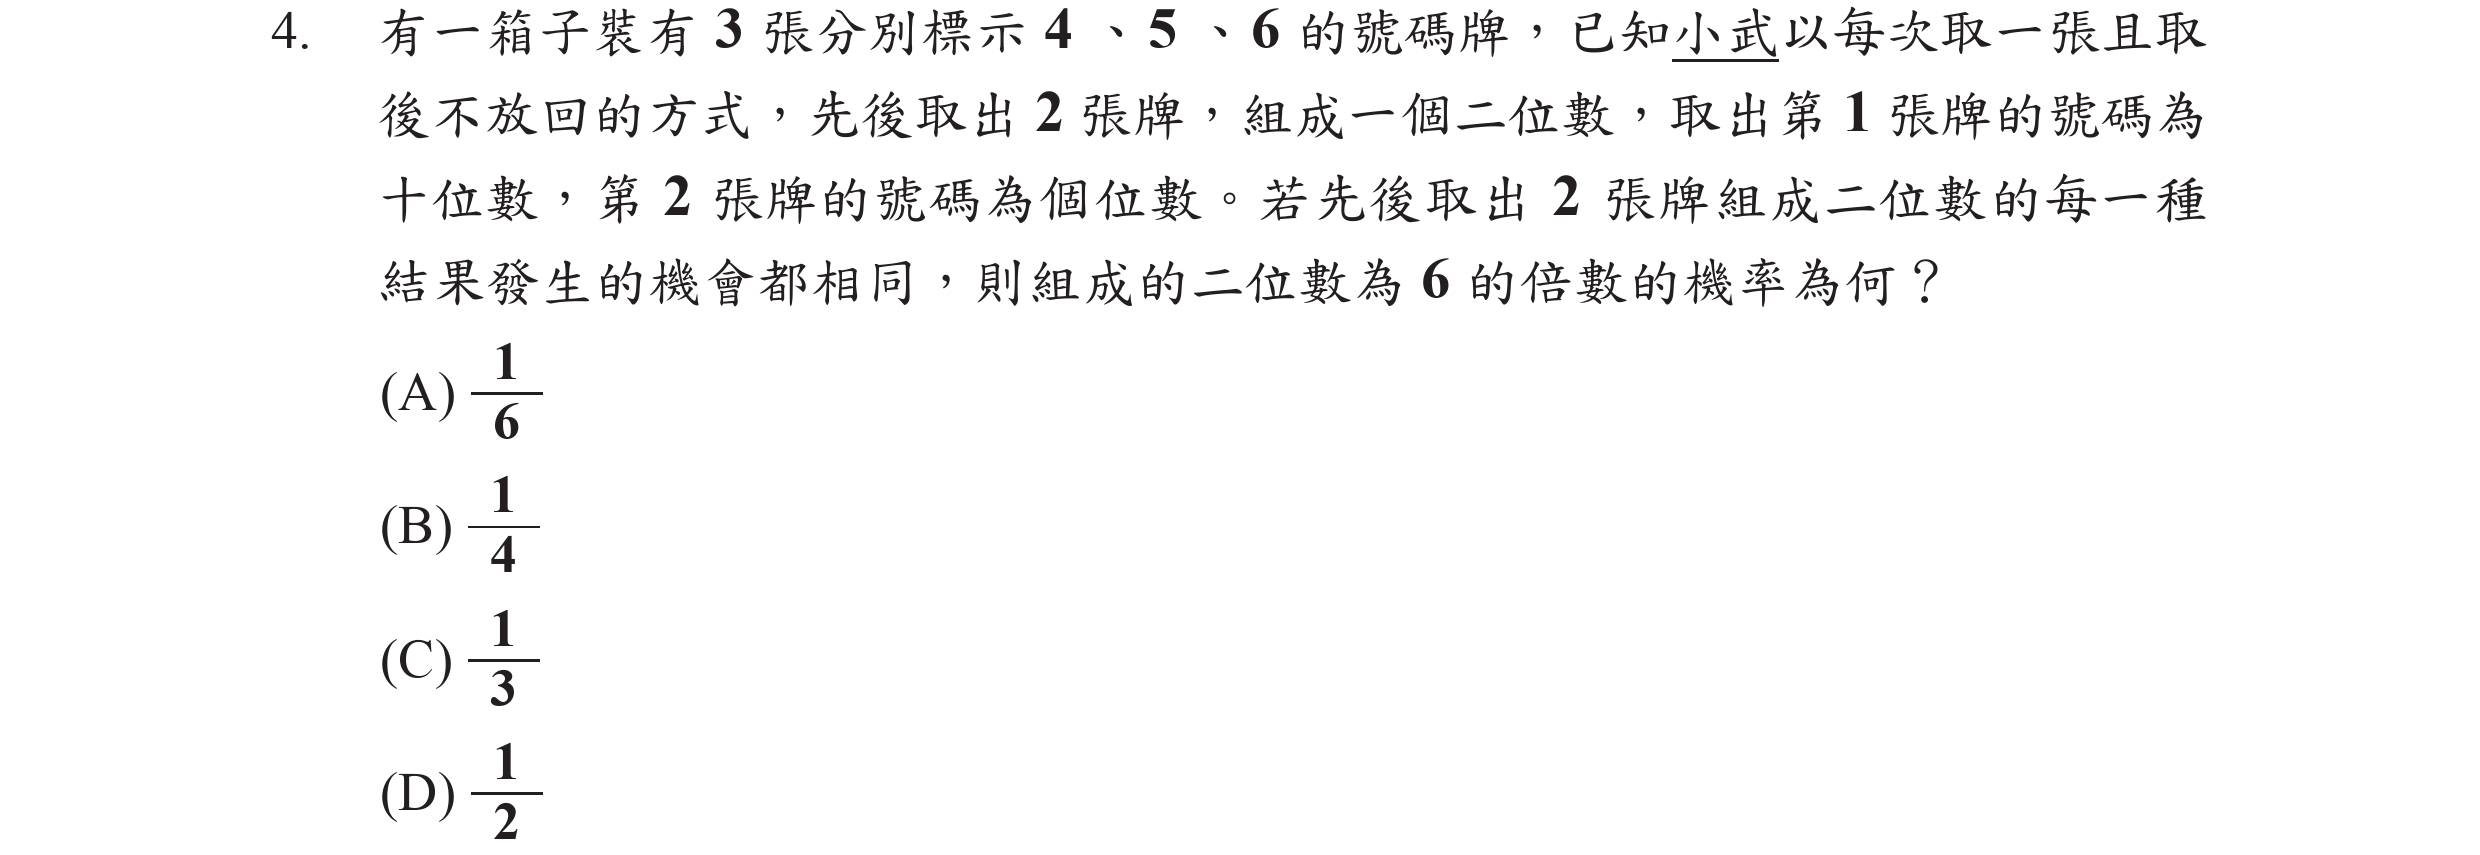 4. 有一箱子裝有 3 張分別標示 4 、 5 、 6 的號碼牌，已知小武以每次取一張且取
後不放回的方式，先後取出 2 張牌，組成一個二位數，取出第 1 張牌的號碼為
十位數，第 2 張牌的號碼為個位數。若先後取出 2 張牌組成二位數的每一種
結果發生的機會都相同，則組成的二位數為 6 的倍數的機率為何？
(A) 1/6
(B) 1/4
(C) 1/3
(D) 1/2